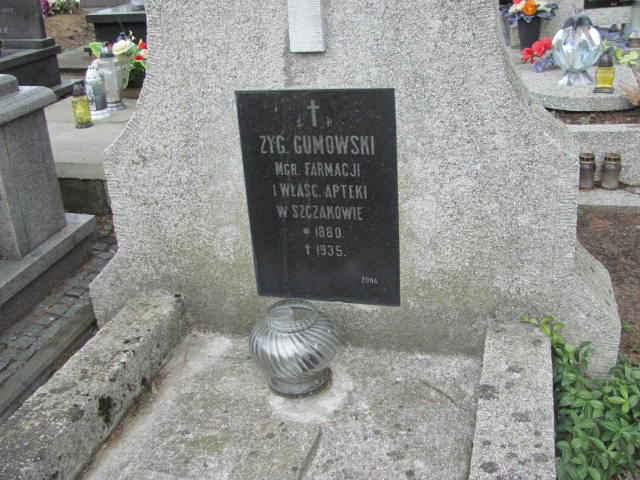 Ś. P.
ZYG. GUMOWSKI
MGR. FARMACJI
I WŁAŚC. APTEKI
W SZCZAKOWIE
* 1880.
† 1935.
ŻONA